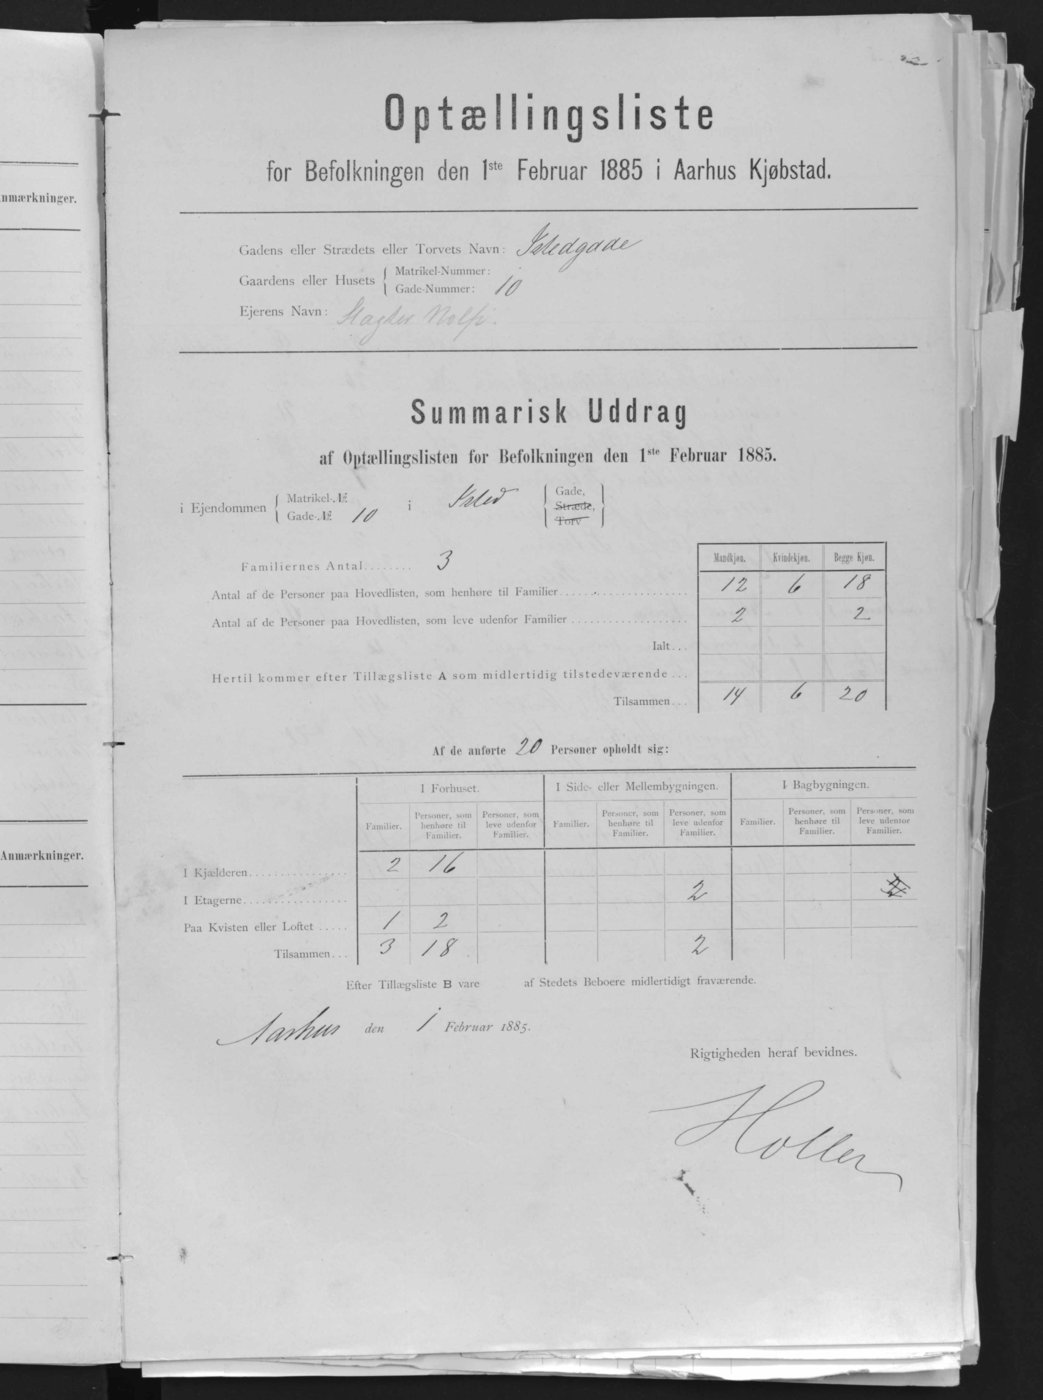 nmærkninger.
Anmærkninger.
Optællingsliste
for Befolkningen den 1ste Februar 1885 i Aarhus Kjøbstad.
Gadens eller Strædets eller Torvets Navn: Istedgade
Gaardens eller Husets { Matrikel-Nummer:
Gade-Nummer: 10
Ejerens Navn: Slagter
Summarisk Uddrag
af Optællingslisten for Befolkningen den 1ste Februar 1885.
i Ejendommen { Matrikel-№
Gade-№ 10 i Isted { Gade,
Stræde,
Torv }
Familiernes Antal........ 3
Mandkjøn. Kvindekjøn. Begge Kjøn.
Antal af de Personer paa Hovedlisten, som henhøre til Familier 12 6 18
Antal af de Personer paa Hovedlisten, som leve udenfor Familier 2 2
Ialt...
Hertil kommer efter Tillægsliste A som midlertidig tilstedeværende ...
Tilsammen... 14 6 20
Af de anførte 20 Personer opholdt sig:
I Forhuset. I Side- eller Mellembygningen. I Bagbygningen.
Familier. Personer, som henhøre til Familier. Personer, som leve udenfor Familier. Familier. Personer, som henhøre til Familier. Personer, som leve udenfor Familier. Familier. Personer, som henhøre til Familier. Personer, som leve udenfor Familier.
I Kjælderen 2 16
I Etagerne 2
Paa Kvisten eller Loftet 1 2
Tilsammen... 3 18 2
Efter Tillægsliste B vare af Stedets Beboere midlertidigt fraværende.
Aarhus den 1 Februar 1885.
Rigtigheden heraf bevidnes.
Holler